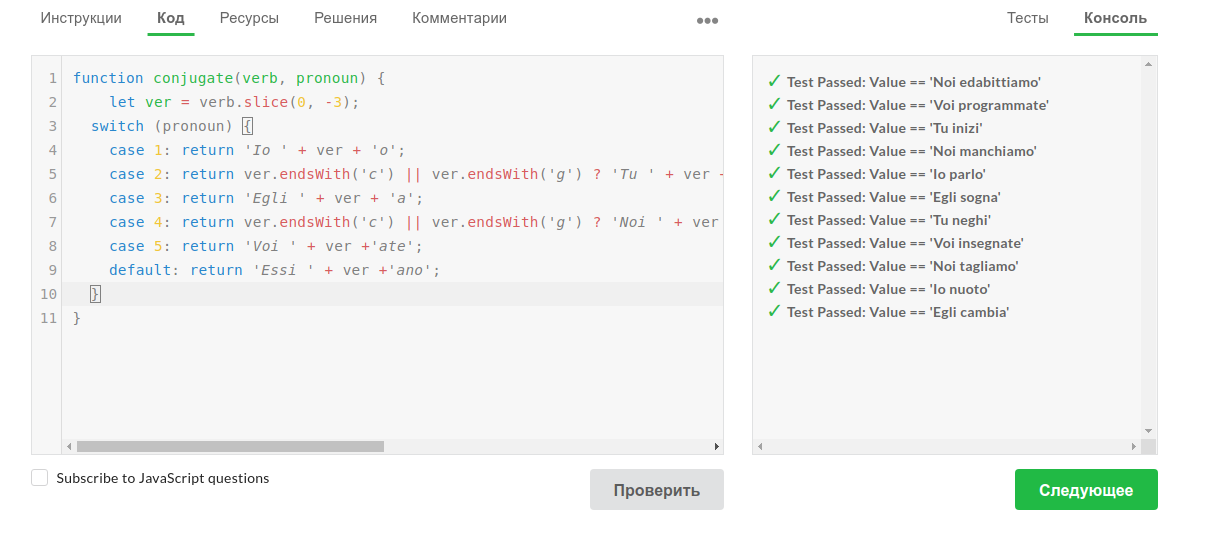 Инструкции Код Ресурсы Решения Комментарии ••• Тесты Консоль
1 function conjugate(verb, pronoun) {
2 let ver = verb.slice(0, -3);
3 switch (pronoun) {
4 case 1: return 'Io ' + ver + 'o';
5 case 2: return ver.endsWith('c') || ver.endsWith('g') ? 'Tu ' + ver +
6 case 3: return 'Egli ' + ver + 'a';
7 case 4: return ver.endsWith('c') || ver.endsWith('g') ? 'Noi ' + ver
8 case 5: return 'Voi ' + ver +'ate';
9 default: return 'Essi ' + ver +'ano';
10 }
11 }
✓ Test Passed: Value == 'Noi edabittiamo'
✓ Test Passed: Value == 'Voi programmate'
✓ Test Passed: Value == 'Tu inizi'
✓ Test Passed: Value == 'Noi manchiamo'
✓ Test Passed: Value == 'Io parlo'
✓ Test Passed: Value == 'Egli sogna'
✓ Test Passed: Value == 'Tu neghi'
✓ Test Passed: Value == 'Voi insegnate'
✓ Test Passed: Value == 'Noi tagliamo'
✓ Test Passed: Value == 'Io nuoto'
✓ Test Passed: Value == 'Egli cambia'
Subscribe to JavaScript questions
Проверить
Следующее